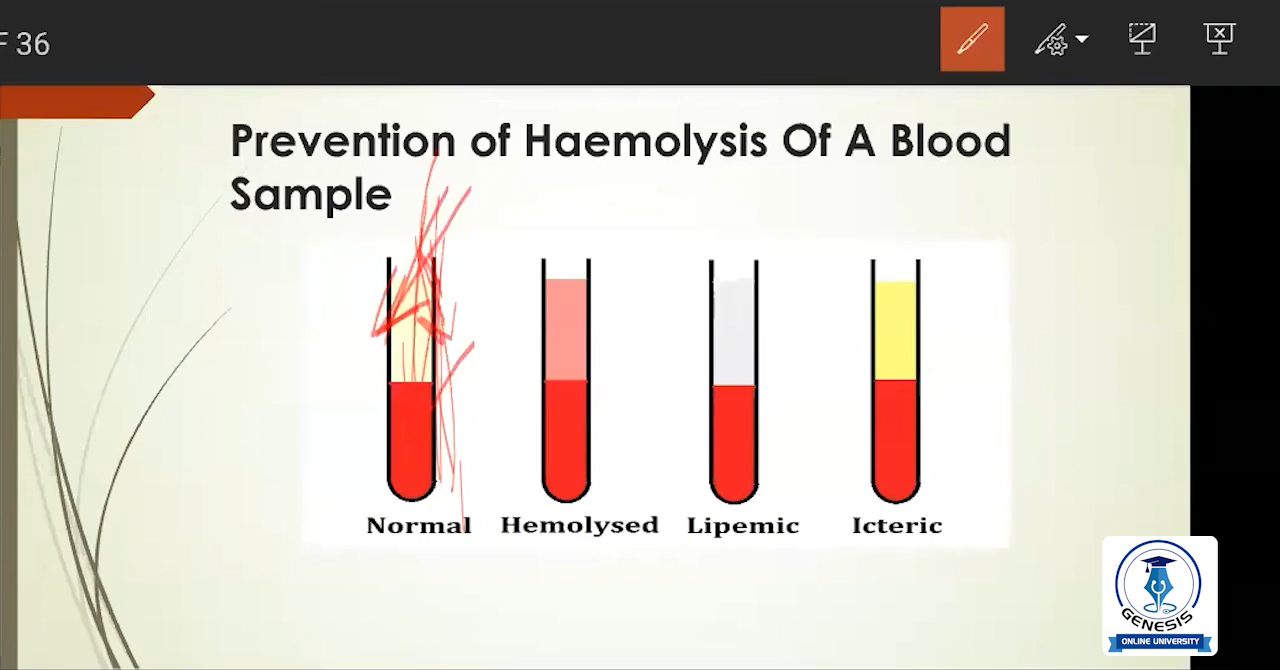 F 36
Prevention of Haemolysis Of A Blood
Sample
Normal Hemolysed Lipemic Icteric
GENESIS
ONLINE UNIVERSITY